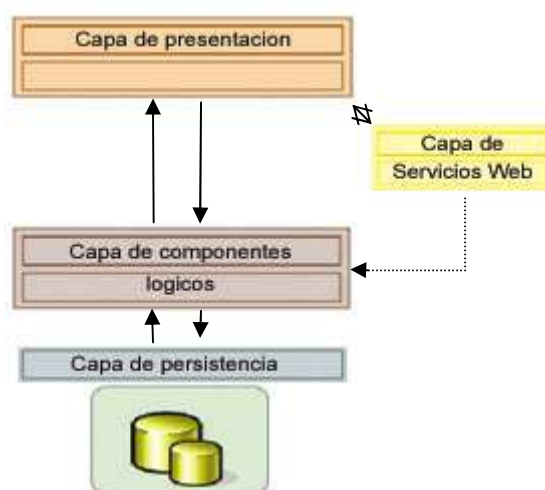 Capa de presentacion
Capa de
Servicios Web
Capa de componentes
logicos
Capa de persistencia